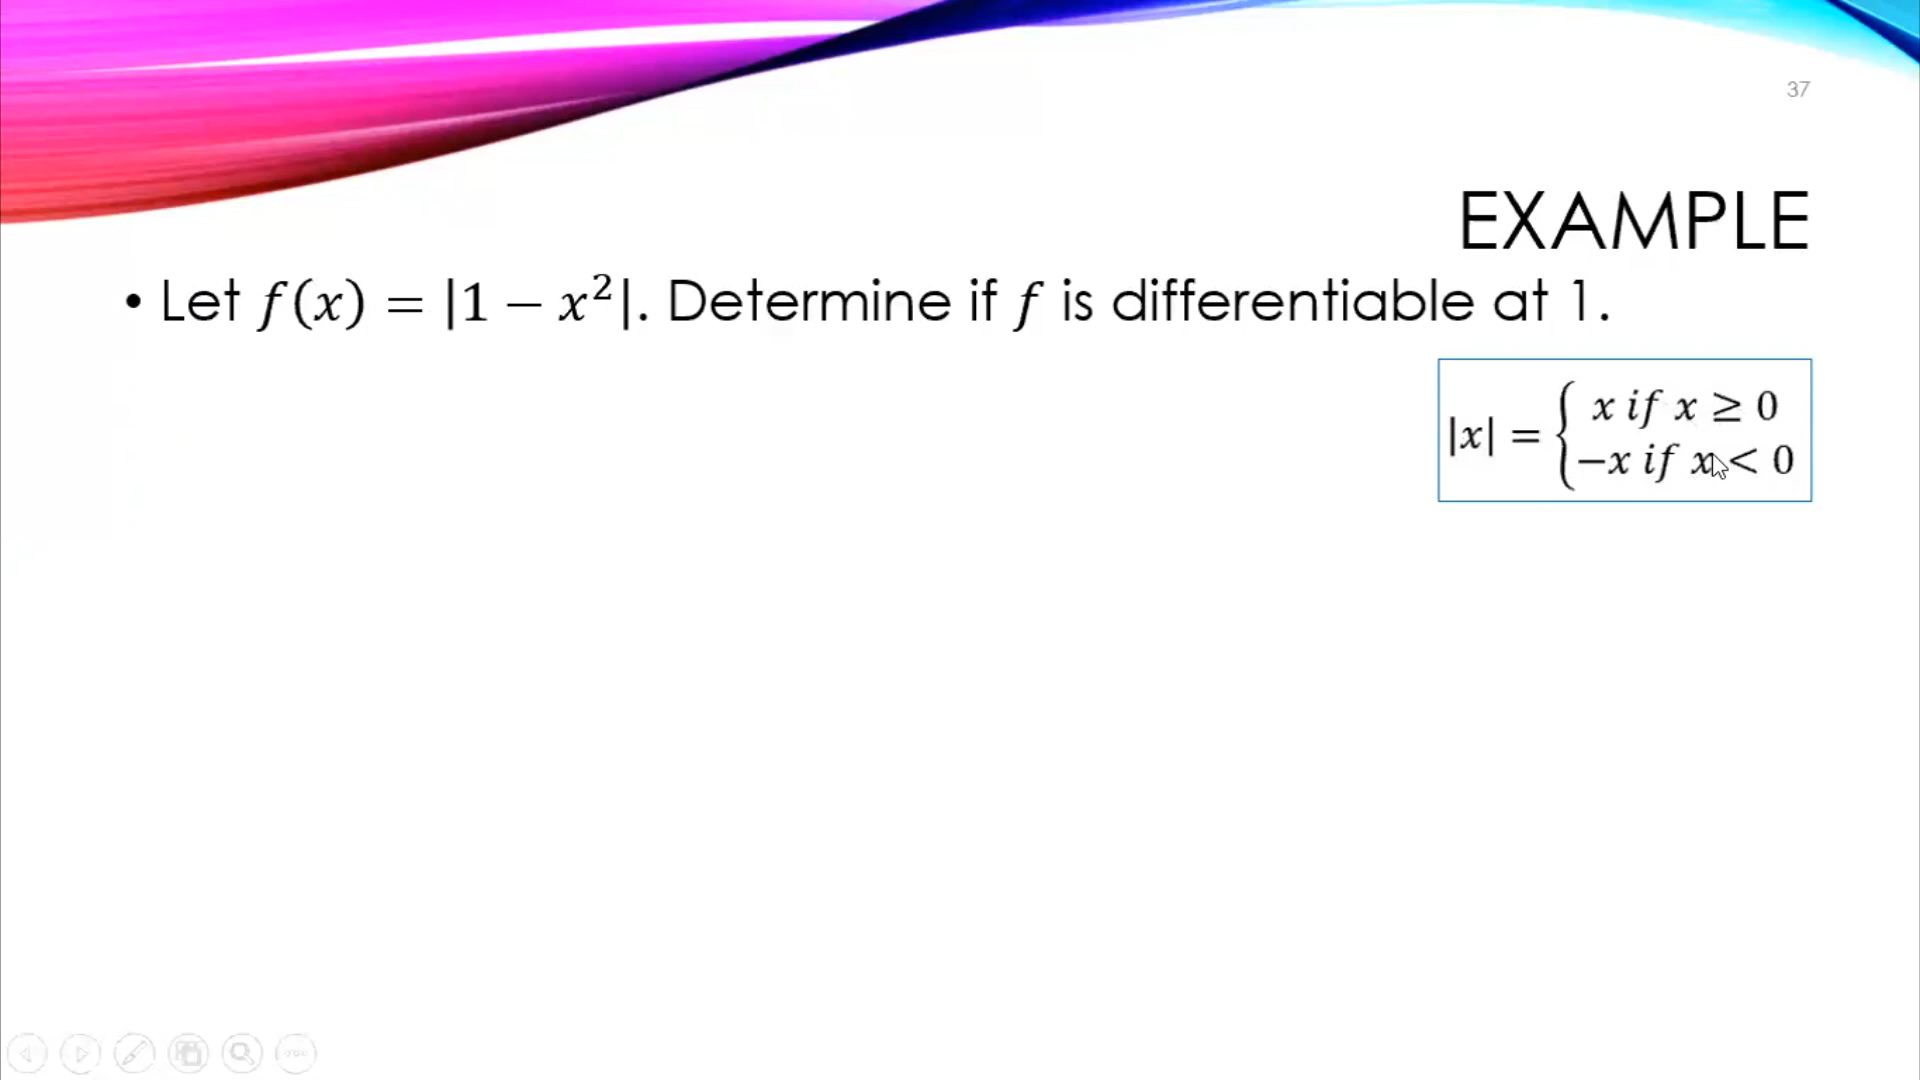 37
EXAMPLE
• Let f(x) = |1 − x²|. Determine if f is differentiable at 1.
|x| = { x if x ≥ 0
−x if x < 0